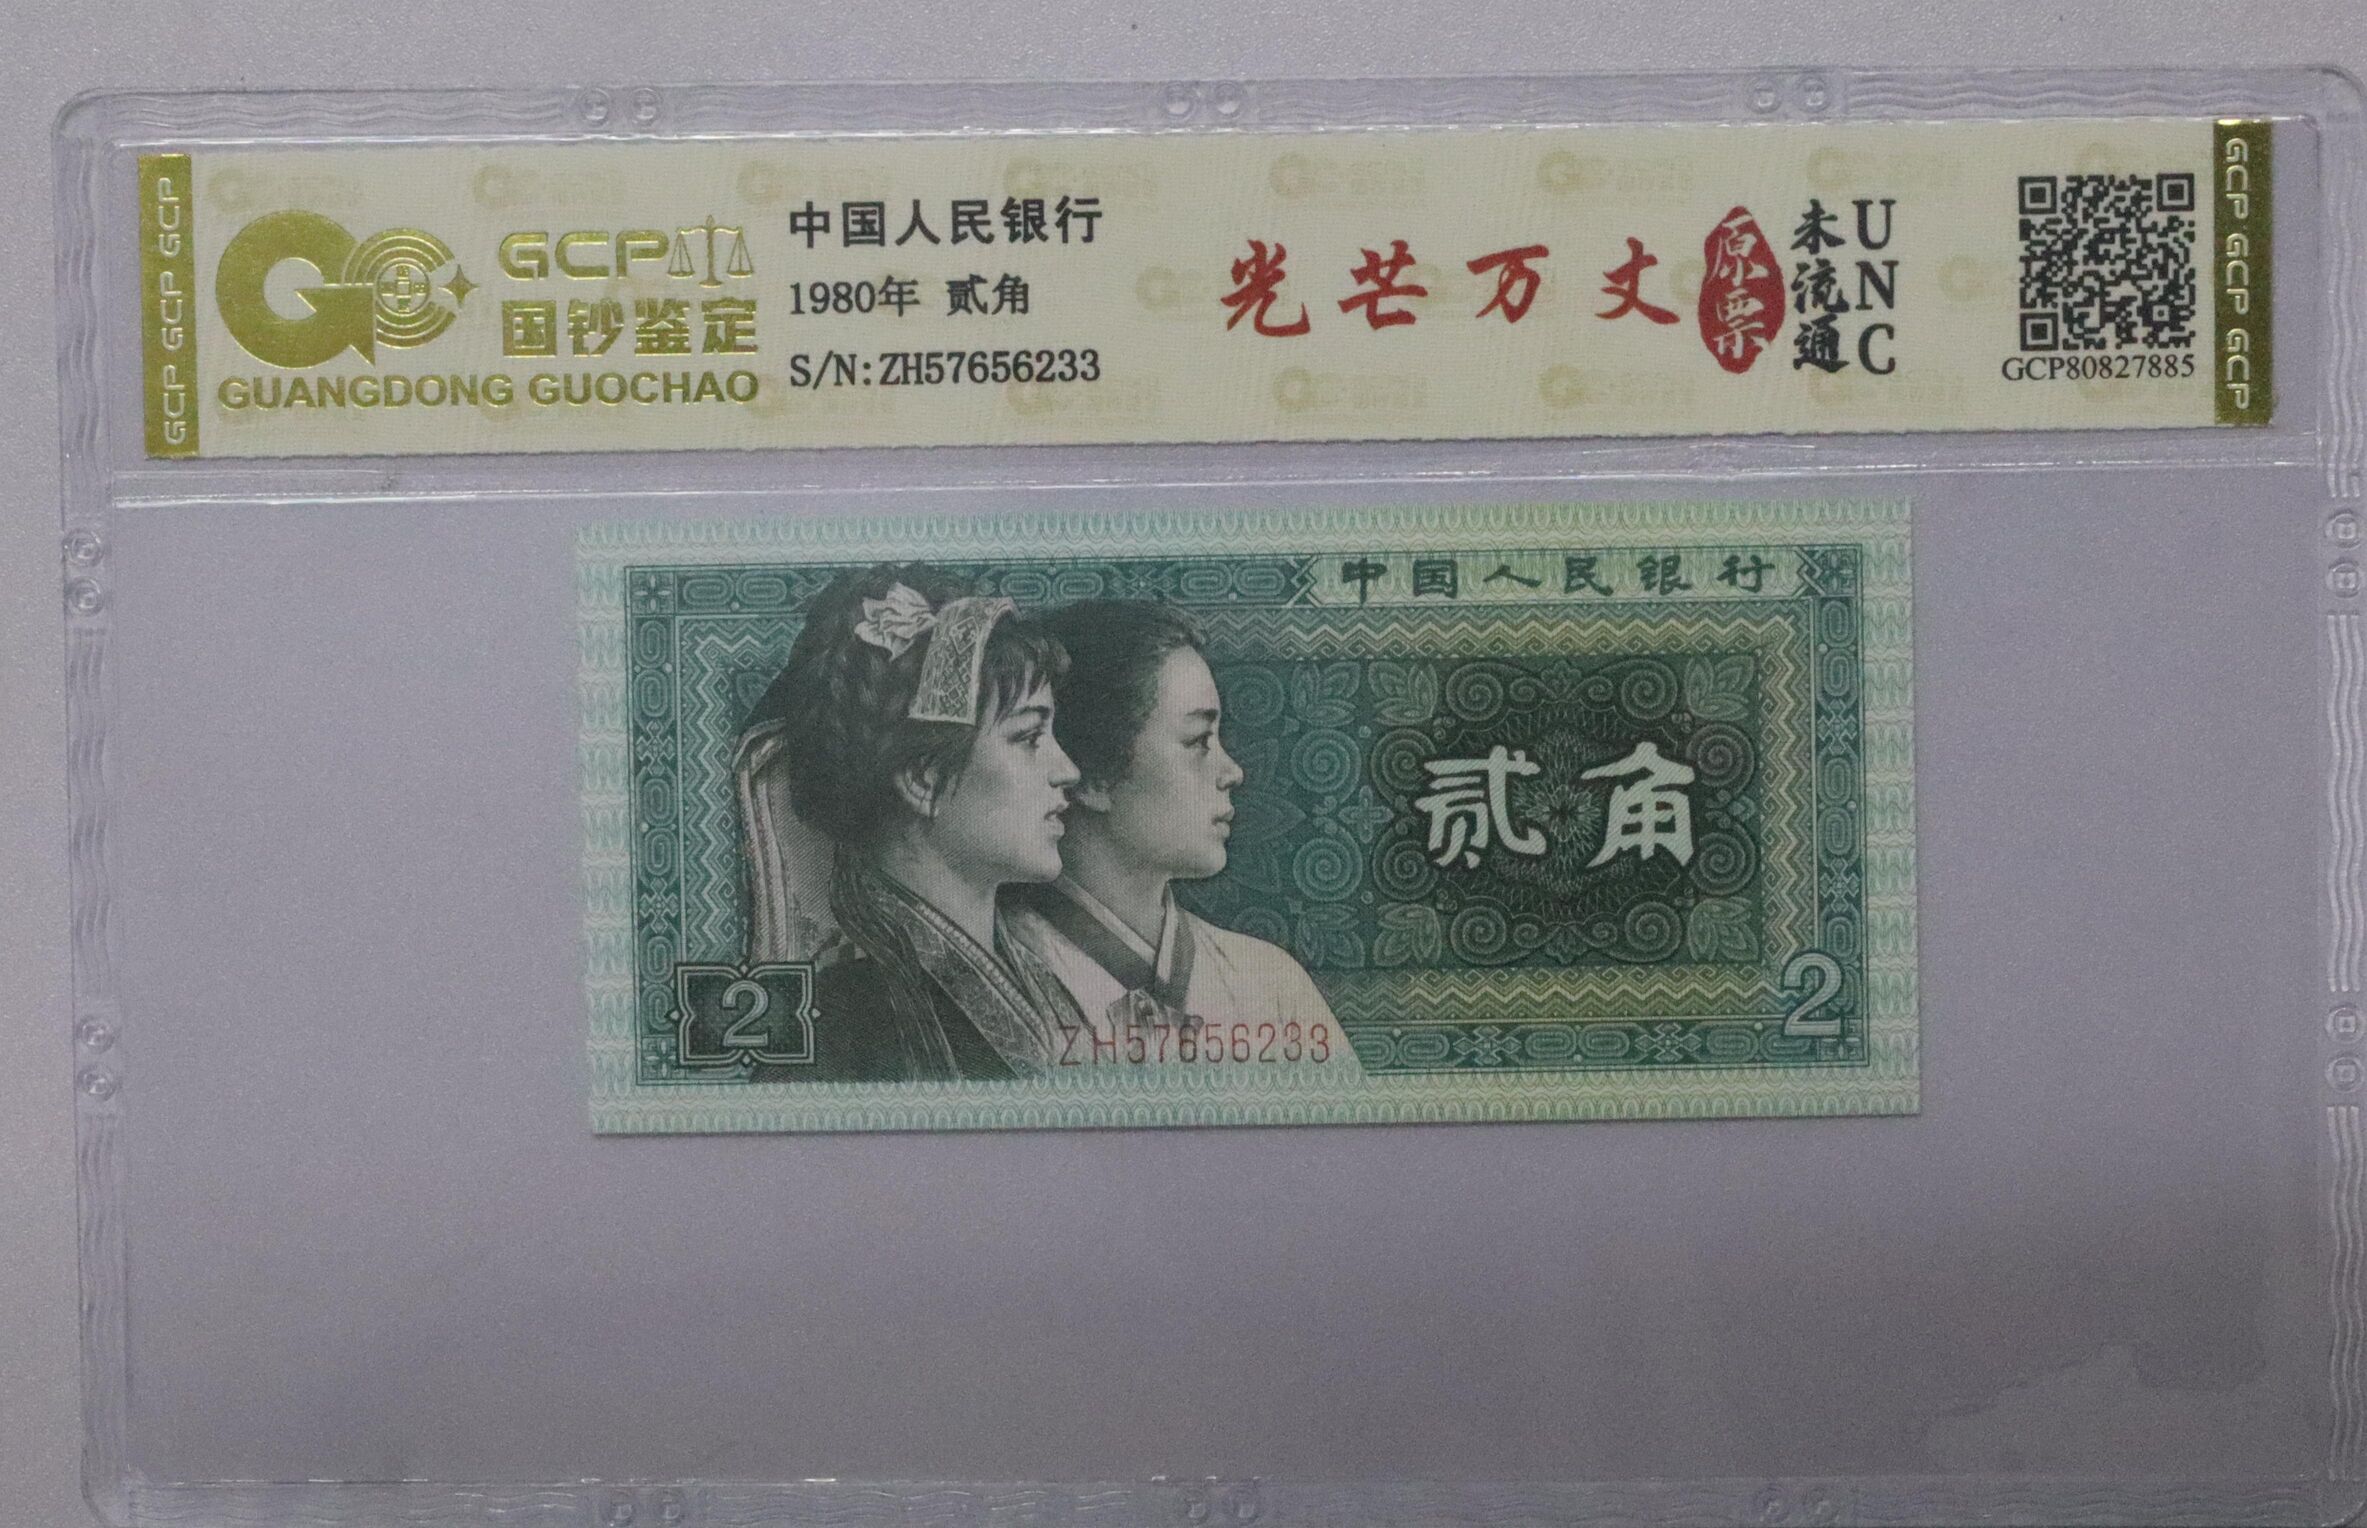 GCP GCP GCP
GCP
国钞鉴定
GUANGDONG GUOCHAO
中国人民银行
1980年 贰角
S/N:ZH57656233
光芒万丈
原票
未流通
UNC
GCP80827885
GCP GCP GCP
中国人民银行
贰角
2
2
ZH57656233